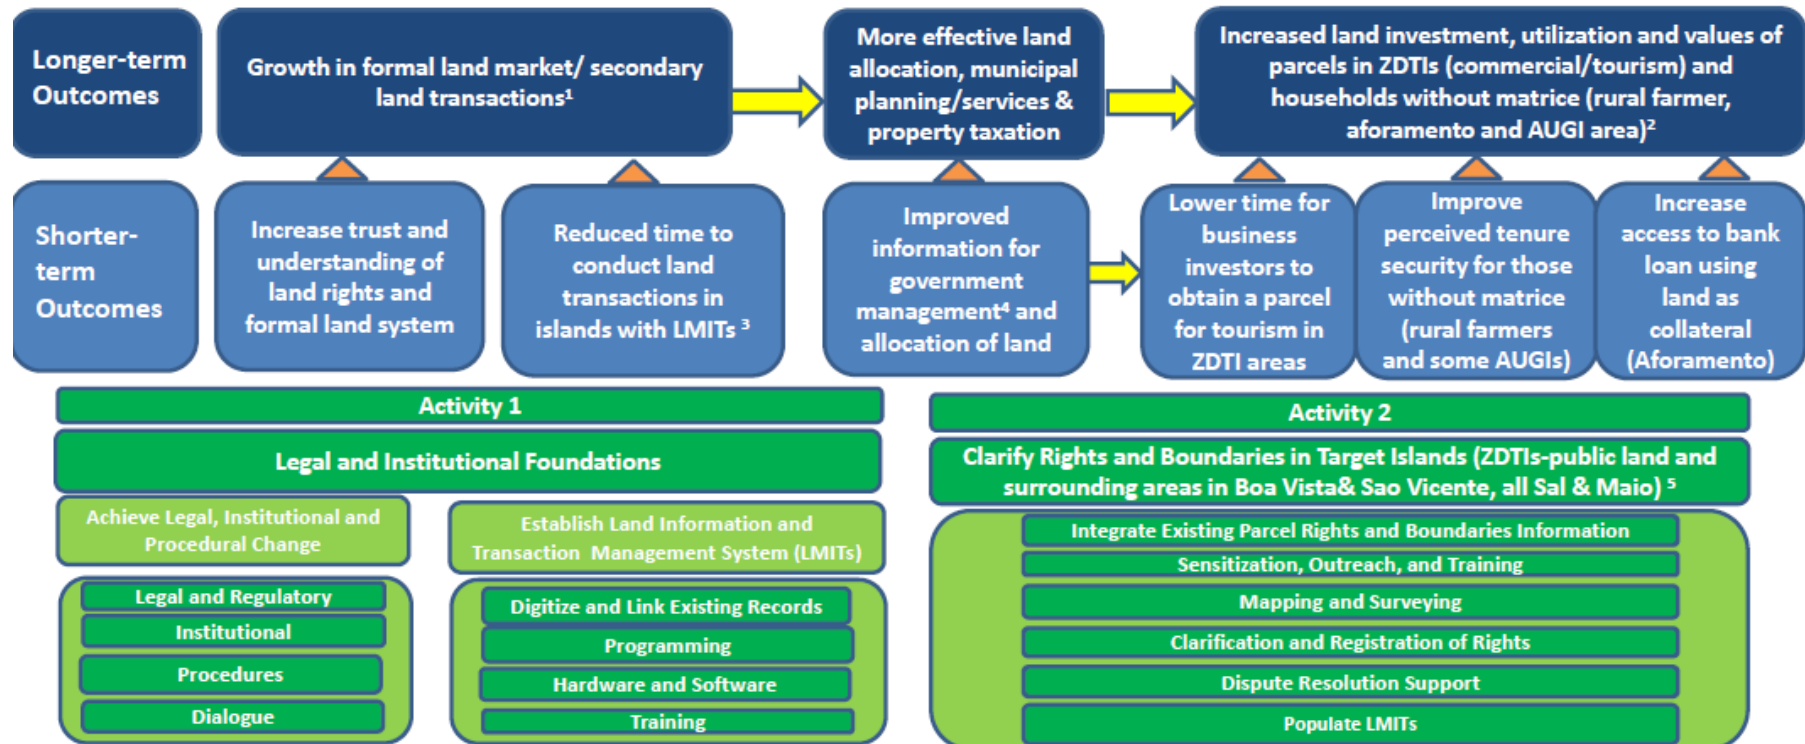 Longer-term
Outcomes
Growth in formal land market/ secondary
land transactions¹
More effective land
allocation, municipal
planning/services &
property taxation
Increased land investment, utilization and values of
parcels in ZDTIs (commercial/tourism) and
households without matrice (rural farmer,
aforamento and AUGI area)²
Shorter-
term
Outcomes
Increase trust and
understanding of
land rights and
formal land system
Reduced time to
conduct land
transactions in
islands with LMITs ³
Improved
information for
government
management⁴ and
allocation of land
Lower time for
business
investors to
obtain a parcel
for tourism in
ZDTI areas
Improve
perceived tenure
security for those
without matrice
(rural farmers
and some AUGIs)
Increase
access to bank
loan using
land as
collateral
(Aforamento)
Activity 1
Legal and Institutional Foundations
Achieve Legal, Institutional and
Procedural Change
Legal and Regulatory
Institutional
Procedures
Dialogue
Establish Land Information and
Transaction Management System (LMITs)
Digitize and Link Existing Records
Programming
Hardware and Software
Training
Activity 2
Clarify Rights and Boundaries in Target Islands (ZDTIs-public land and
surrounding areas in Boa Vista& Sao Vicente, all Sal & Maio) ⁵
Integrate Existing Parcel Rights and Boundaries Information
Sensitization, Outreach, and Training
Mapping and Surveying
Clarification and Registration of Rights
Dispute Resolution Support
Populate LMITs